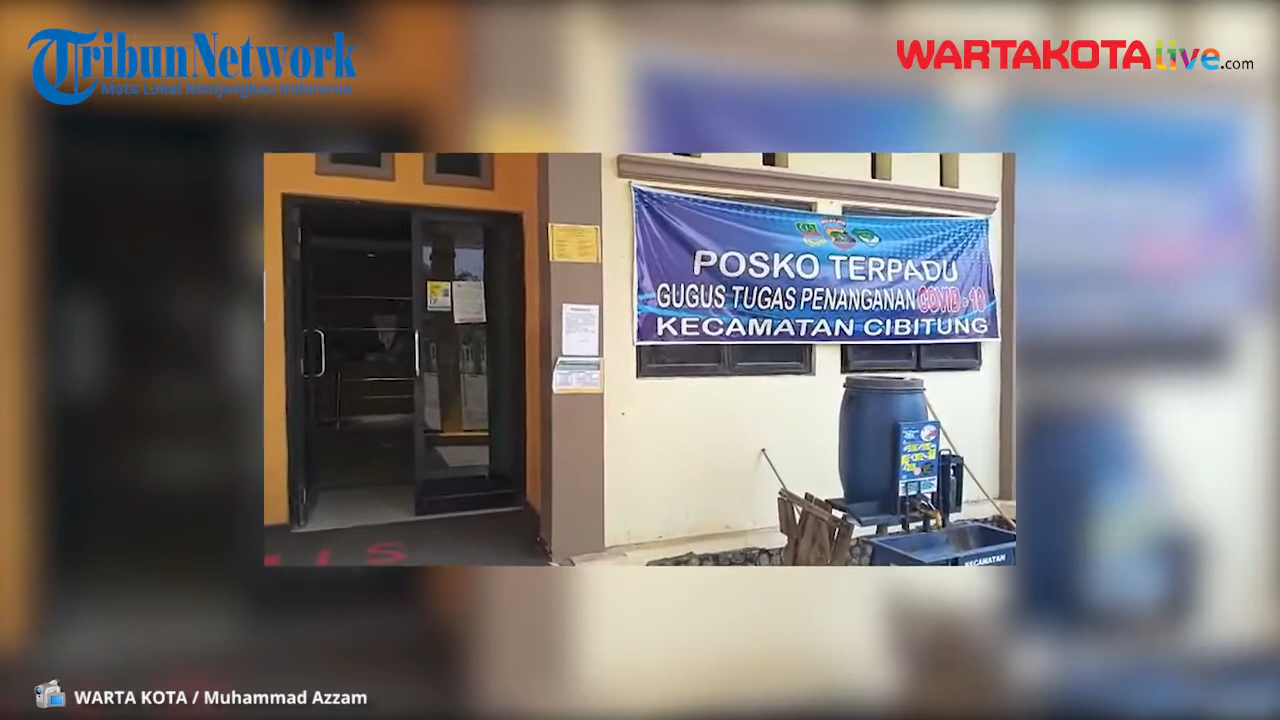 TribunNetwork
Mata Lokal Menjangkau Indonesia
WARTAKOTAlive.com
POSKO TERPADU
GUGUS TUGAS PENANGANAN COVID-19
KECAMATAN CIBITUNG
KECAMATAN
WARTA KOTA / Muhammad Azzam